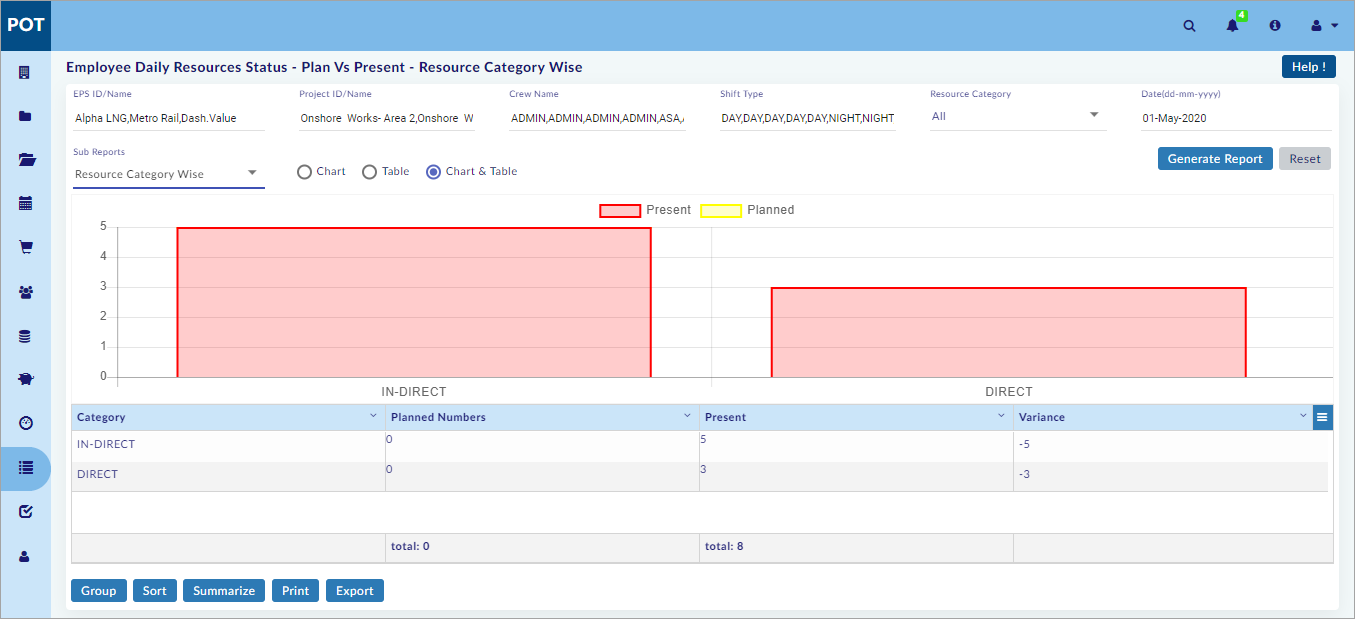 POT
4
Employee Daily Resources Status - Plan Vs Present - Resource Category Wise
Help !
EPS ID/Name Project ID/Name Crew Name Shift Type Resource Category Date(dd-mm-yyyy)
Alpha LNG,Metro Rail,Dash.Value Onshore Works- Area 2,Onshore W ADMIN,ADMIN,ADMIN,ADMIN,ASA, DAY,DAY,DAY,DAY,DAY,NIGHT,NIGHT All 01-May-2020
Sub Reports
Resource Category Wise Chart Table Chart & Table
Generate Report Reset
Present Planned
5
4
3
2
1
0
IN-DIRECT DIRECT
Category Planned Numbers Present Variance
IN-DIRECT 0 5 -5
DIRECT 0 3 -3
total: 0 total: 8
Group Sort Summarize Print Export